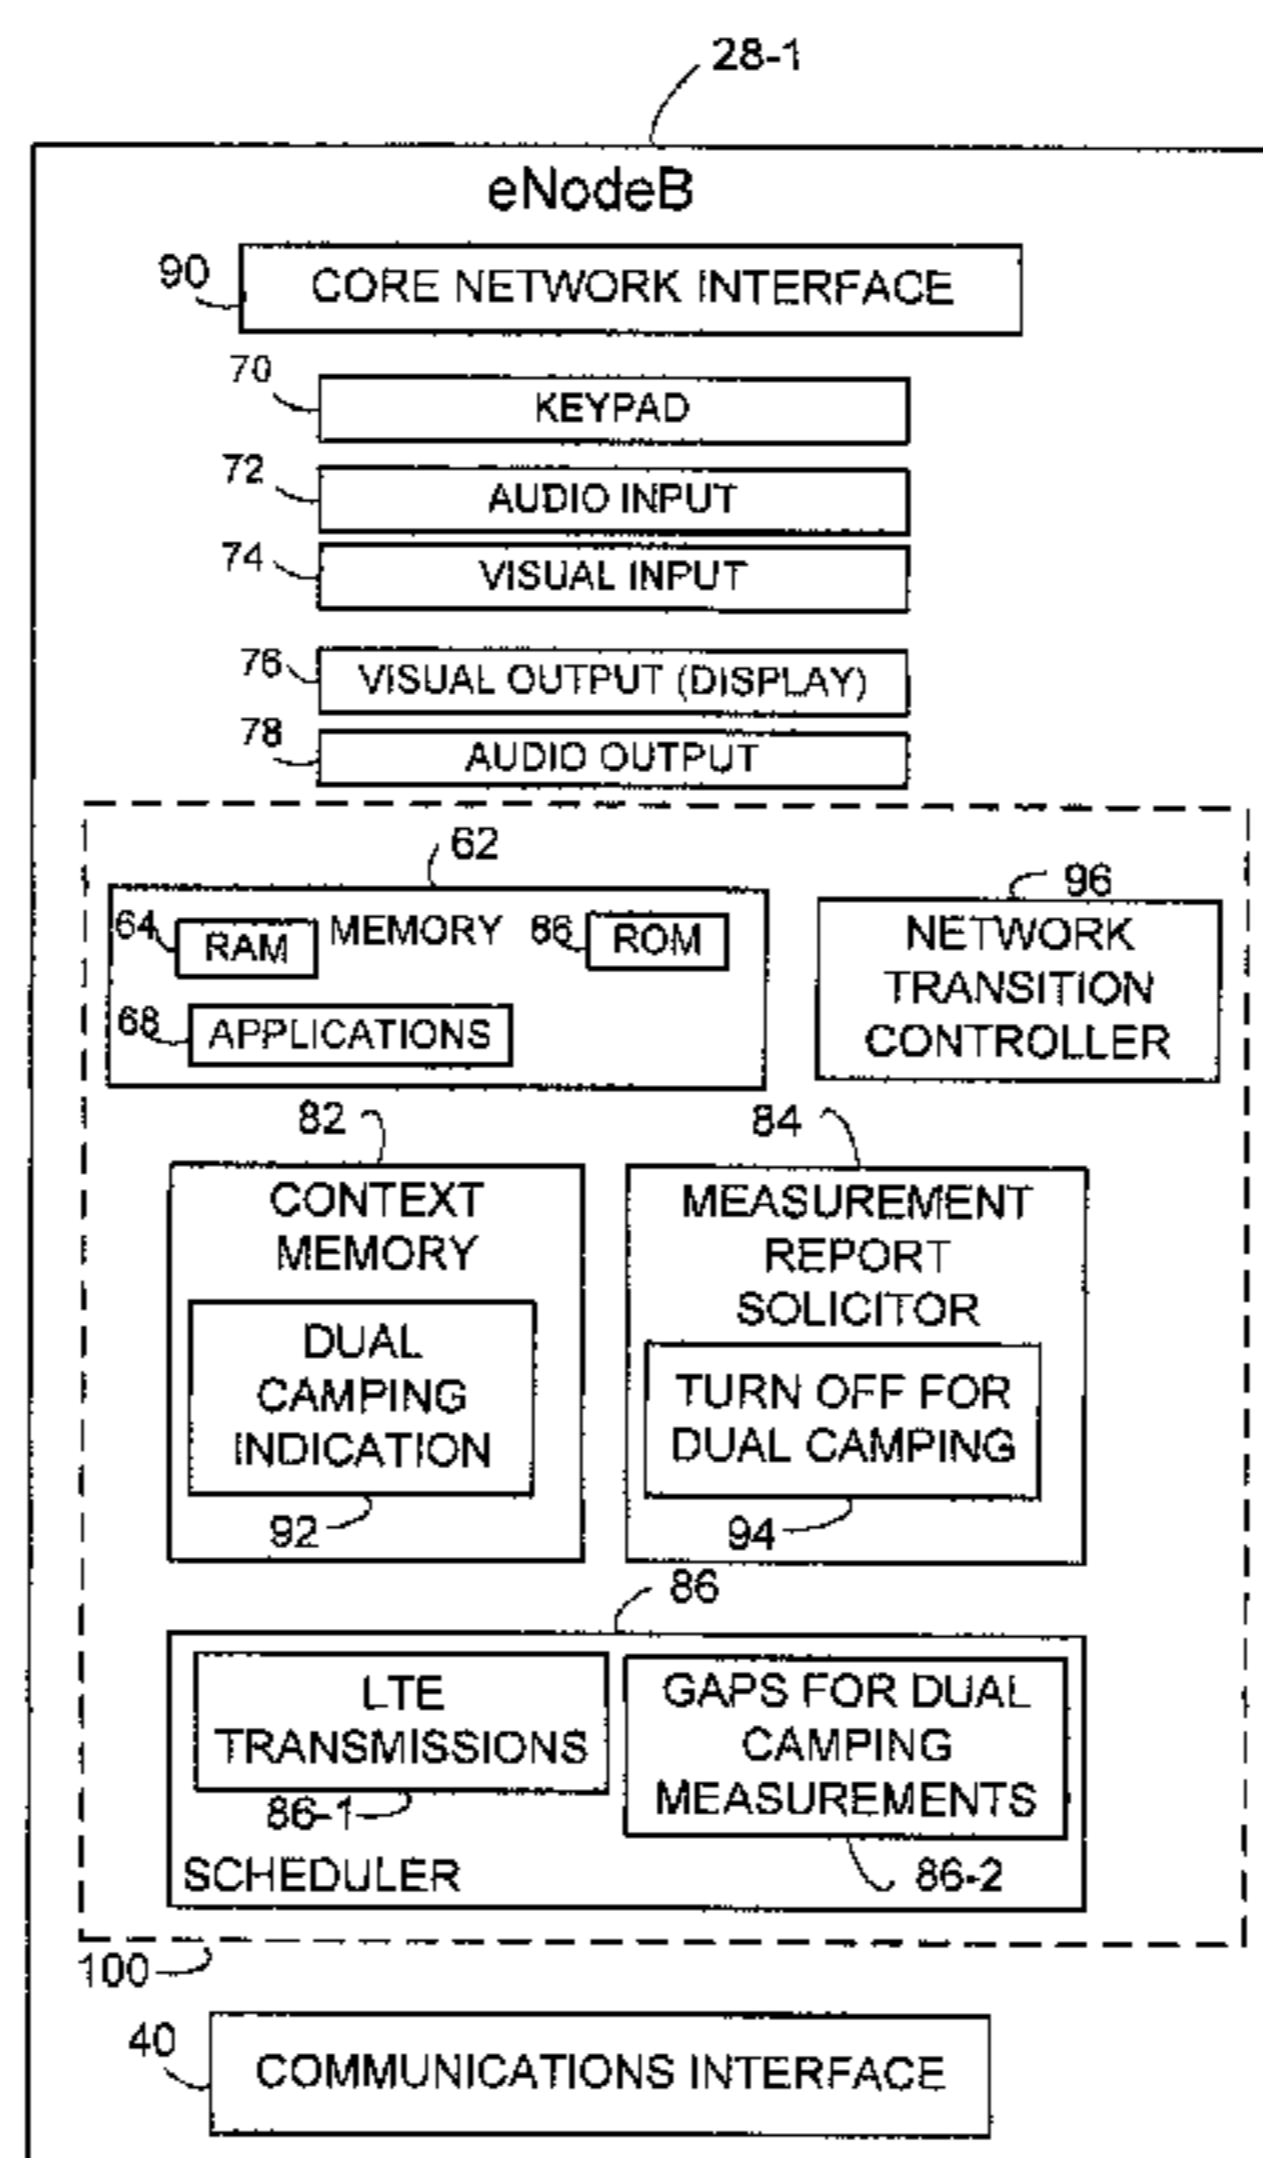 28-1
eNodeB
90 CORE NETWORK INTERFACE
70 KEYPAD
72 AUDIO INPUT
74 VISUAL INPUT
76 VISUAL OUTPUT (DISPLAY)
78 AUDIO OUTPUT
62
64 RAM MEMORY 66 ROM
68 APPLICATIONS
96
NETWORK
TRANSITION
CONTROLLER
82
CONTEXT
MEMORY
DUAL
CAMPING
INDICATION
92
84
MEASUREMENT
REPORT
SOLICITOR
TURN OFF FOR
DUAL CAMPING
94
86
LTE
TRANSMISSIONS
86-1
GAPS FOR DUAL
CAMPING
MEASUREMENTS
86-2
SCHEDULER
100
40 COMMUNICATIONS INTERFACE